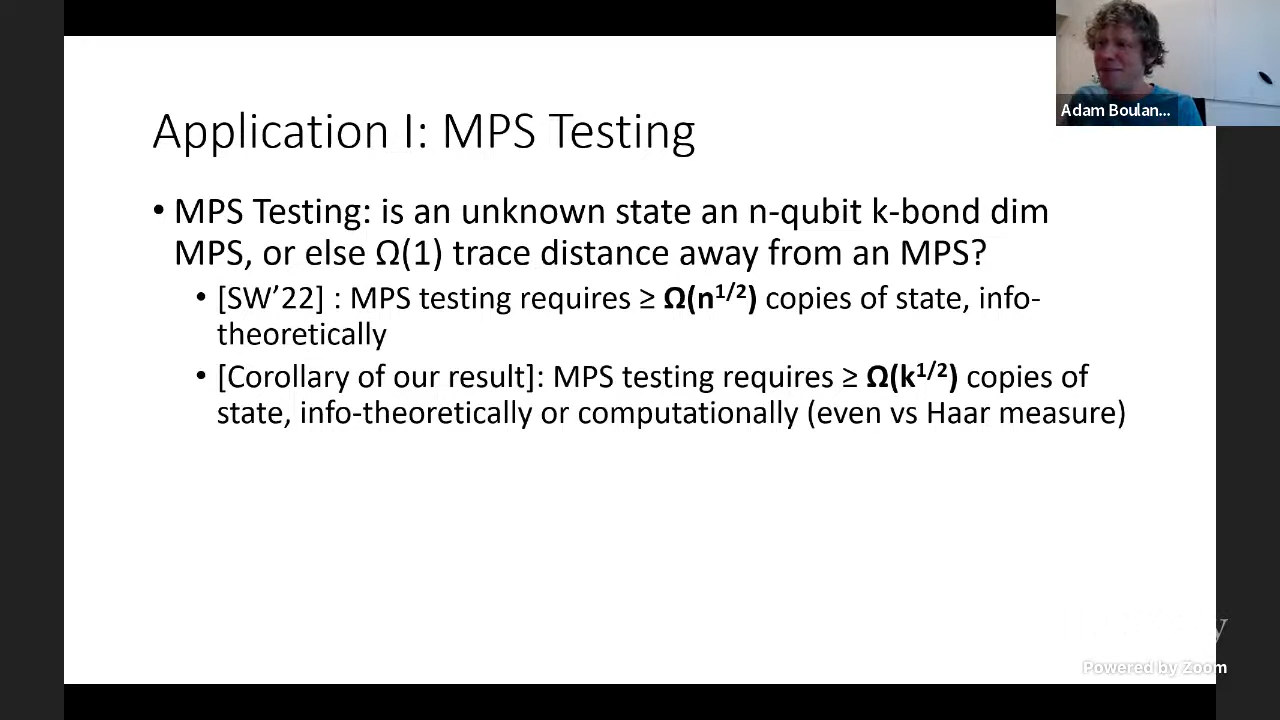 Adam Boulan...
Application I: MPS Testing
• MPS Testing: is an unknown state an n-qubit k-bond dim
MPS, or else Ω(1) trace distance away from an MPS?
• [SW’22] : MPS testing requires ≥ Ω(n^1/2) copies of state, info-
theoretically
• [Corollary of our result]: MPS testing requires ≥ Ω(k^1/2) copies of
state, info-theoretically or computationally (even vs Haar measure)
Powered by Zoom